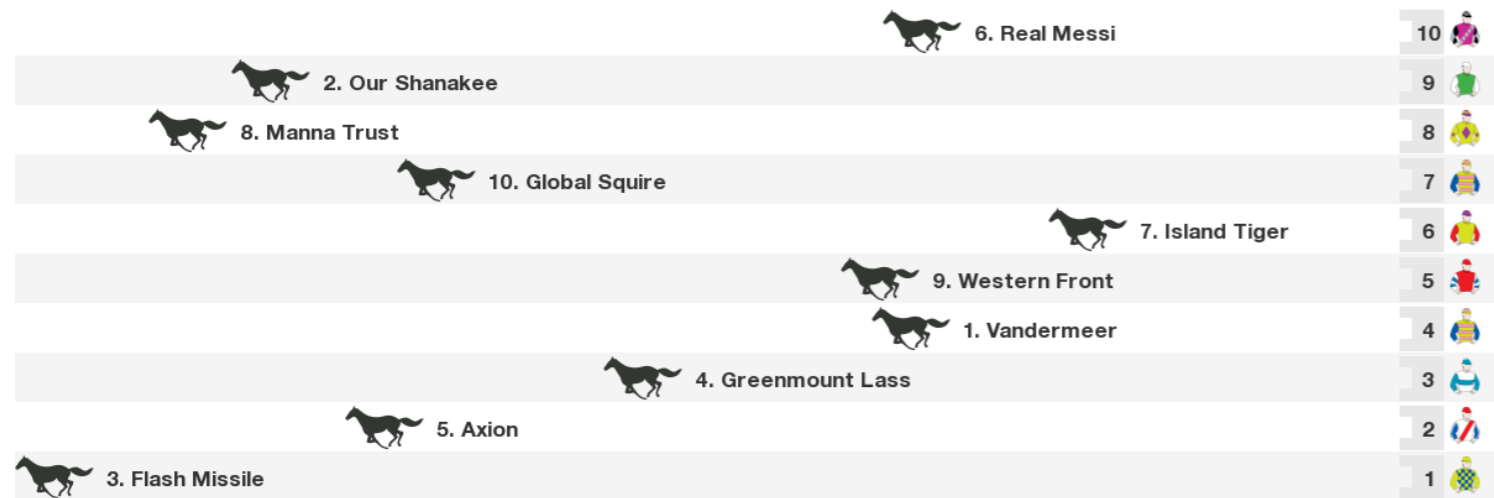 6. Real Messi 10
2. Our Shanakee 9
8. Manna Trust 8
10. Global Squire 7
7. Island Tiger 6
9. Western Front 5
1. Vandermeer 4
4. Greenmount Lass 3
5. Axion 2
3. Flash Missile 1